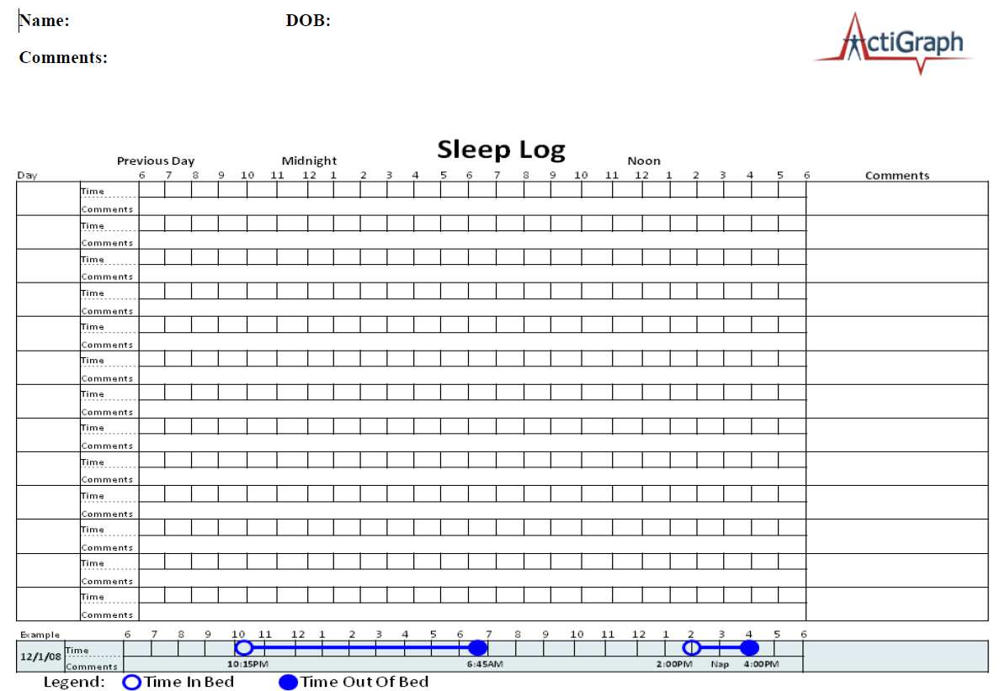 Name: DOB:
ActiGraph
Comments:
Sleep Log
Previous Day Midnight Noon
Day 6 7 8 9 10 11 12 1 2 3 4 5 6 7 8 9 10 11 12 1 2 3 4 5 6 Comments
Time
Comments
Time
Comments
Time
Comments
Time
Comments
Time
Comments
Time
Comments
Time
Comments
Time
Comments
Time
Comments
Time
Comments
Time
Comments
Time
Comments
Time
Comments
Example 6 7 8 9 10 11 12 1 2 3 4 5 6 7 8 9 10 11 12 1 2 3 4 5 6
12/1/08 Time
Comments 10:15PM 6:45AM 2:00PM Nap 4:00PM
Legend: Time In Bed Time Out Of Bed